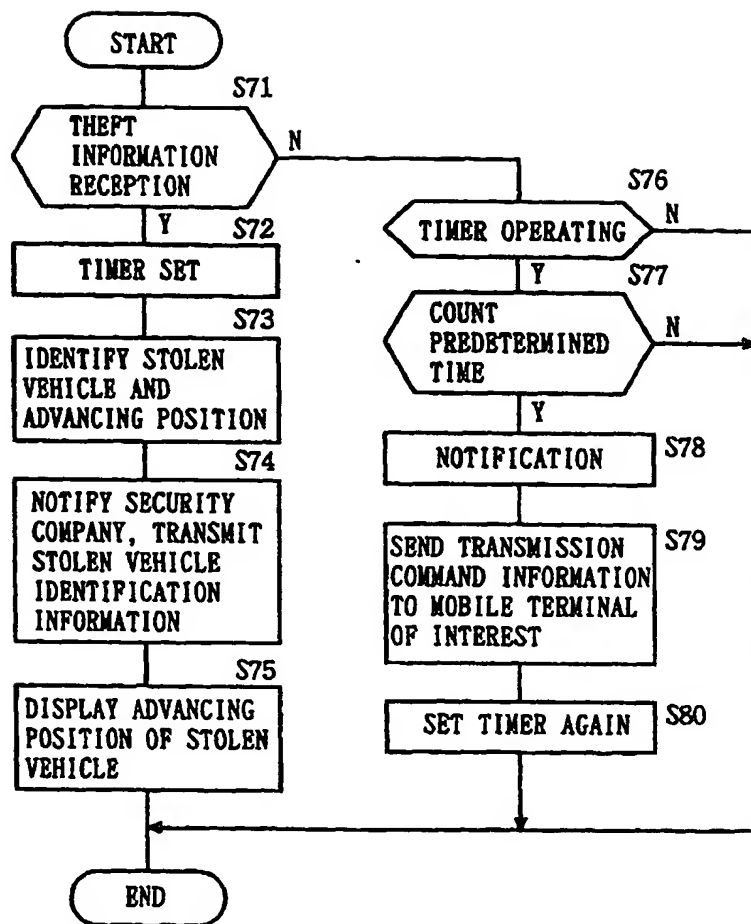 START
S71
THEFT
INFORMATION
RECEPTION
N
Y
S72
TIMER SET
S73
IDENTIFY STOLEN
VEHICLE AND
ADVANCING POSITION
S74
NOTIFY SECURITY
COMPANY, TRANSMIT
STOLEN VEHICLE
IDENTIFICATION
INFORMATION
S75
DISPLAY ADVANCING
POSITION OF STOLEN
VEHICLE
END
S76
TIMER OPERATING
N
Y
S77
COUNT
PREDETERMINED
TIME
N
Y
NOTIFICATION
S78
SEND TRANSMISSION
COMMAND INFORMATION
TO MOBILE TERMINAL
OF INTEREST
S79
SET TIMER AGAIN
S80